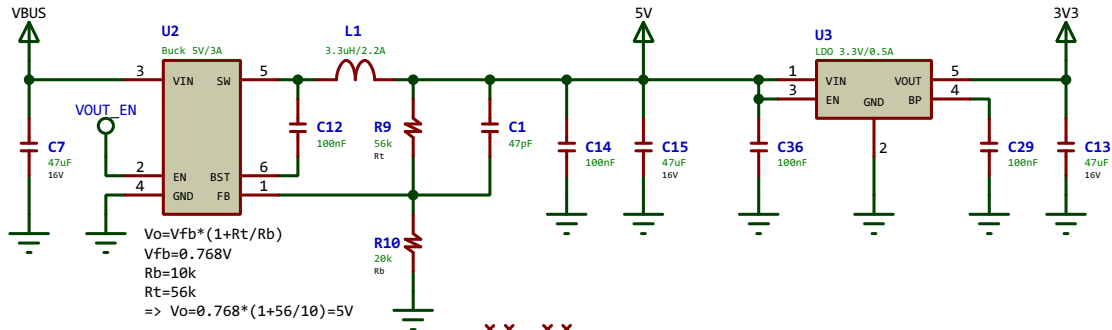 VBUS
5V
3V3
U2
Buck 5V/3A
L1
3.3uH/2.2A
U3
LDO 3.3V/0.5A
3
VIN
SW
5
1
VIN
VOUT
5
3
EN
GND
BP
4
2
VOUT_EN
C7
47uF
16V
C12
100nF
R9
56k
Rt
C1
47pF
C14
100nF
C15
47uF
16V
C36
100nF
C29
100nF
C13
47uF
16V
2
EN
BST
6
4
GND
FB
1
R10
20k
Rb
Vo=Vfb*(1+Rt/Rb)
Vfb=0.768V
Rb=10k
Rt=56k
=> Vo=0.768*(1+56/10)=5V